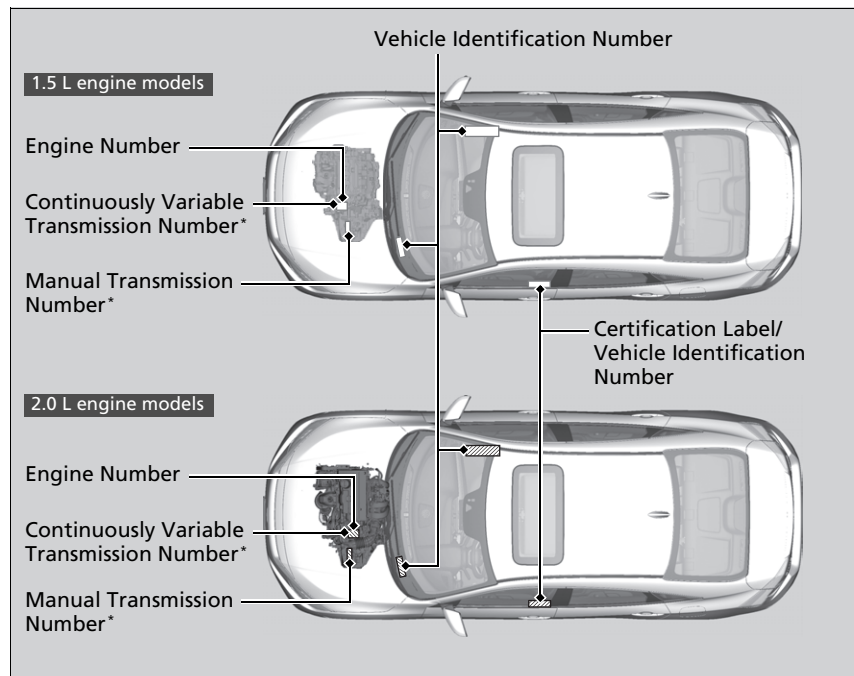 Vehicle Identification Number
1.5 L engine models
Engine Number
Continuously Variable
Transmission Number*
Manual Transmission
Number*
Certification Label/
Vehicle Identification
Number
2.0 L engine models
Engine Number
Continuously Variable
Transmission Number*
Manual Transmission
Number*